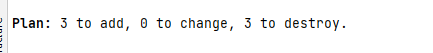 Plan: 3 to add, 0 to change, 3 to destroy.